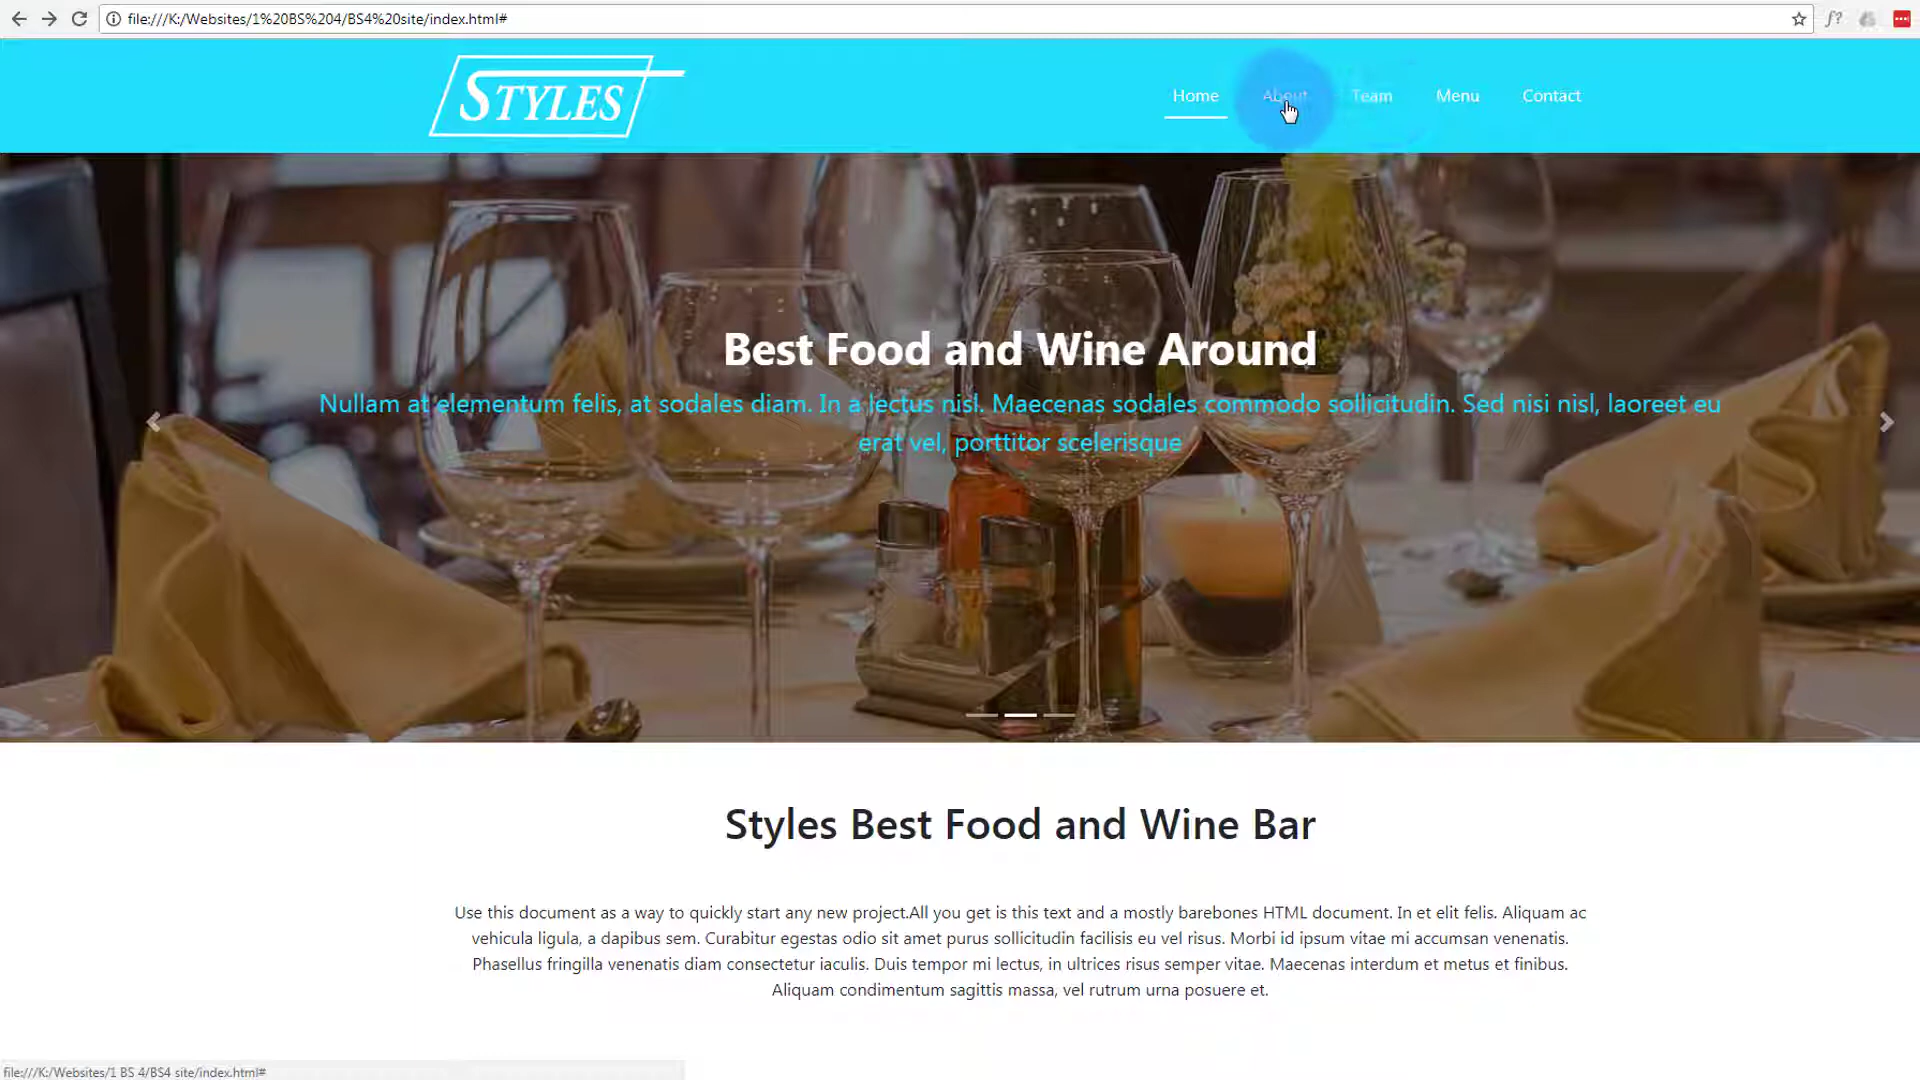 file:///K:/Websites/1%20BS%204/BS4%20site/index.html#
f?
STYLES
Home About Team Menu Contact
Best Food and Wine Around
Nullam at elementum felis, at sodales diam. In a lectus nisl. Maecenas sodales commodo sollicitudin. Sed nisi nisl, laoreet eu
erat vel, porttitor scelerisque
Styles Best Food and Wine Bar
Use this document as a way to quickly start any new project.All you get is this text and a mostly barebones HTML document. In et elit felis. Aliquam ac
vehicula ligula, a dapibus sem. Curabitur egestas odio sit amet purus sollicitudin facilisis eu vel risus. Morbi id ipsum vitae mi accumsan venenatis.
Phasellus fringilla venenatis diam consectetur iaculis. Duis tempor mi lectus, in ultrices risus semper vitae. Maecenas interdum et metus et finibus.
Aliquam condimentum sagittis massa, vel rutrum urna posuere et.
file:///K:/Websites/1 BS 4/BS4 site/index.html#